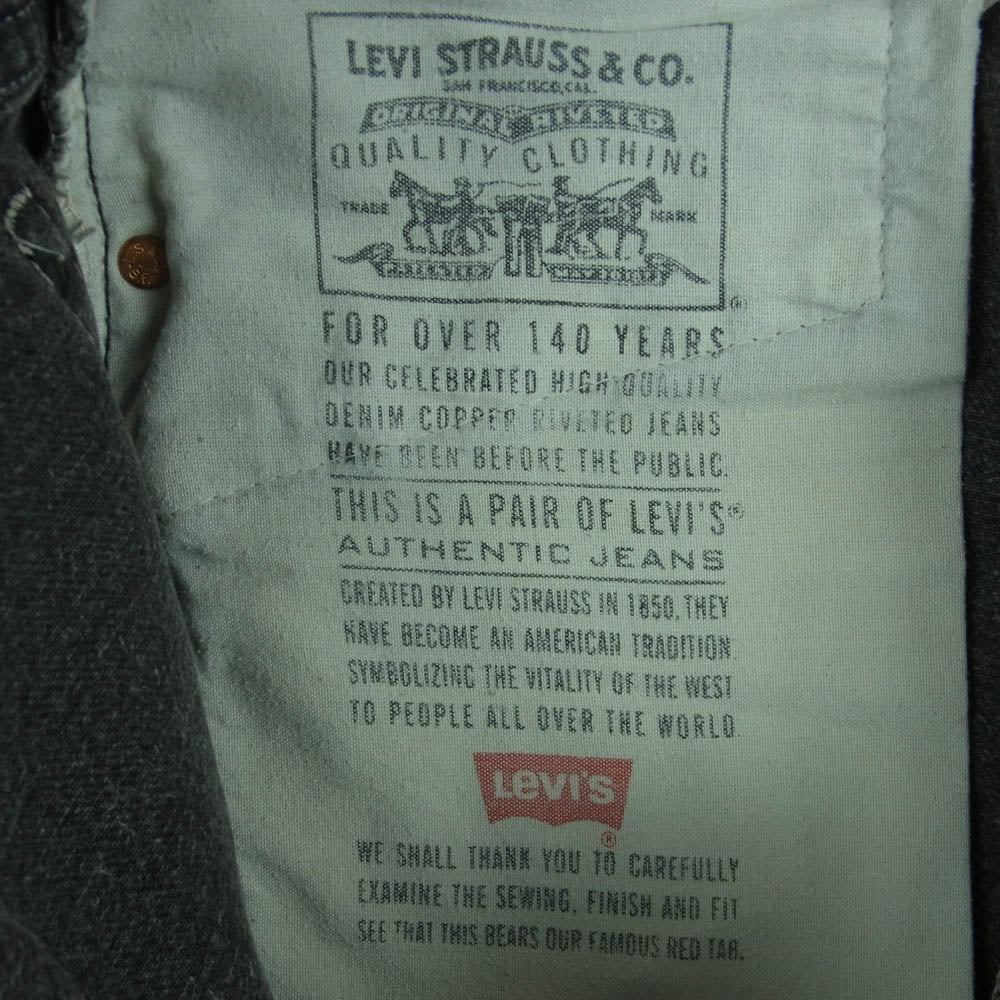 LEVI STRAUSS & CO.
SAN FRANCISCO, CAL.
ORIGINAL RIVETED
QUALITY CLOTHING
TRADE MARK
®
FOR OVER 140 YEARS
OUR CELEBRATED HIGH-QUALITY
DENIM COPPER RIVETED JEANS
HAVE BEEN BEFORE THE PUBLIC.
THIS IS A PAIR OF LEVI'S®
AUTHENTIC JEANS
CREATED BY LEVI STRAUSS IN 1850, THEY
HAVE BECOME AN AMERICAN TRADITION
SYMBOLIZING THE VITALITY OF THE WEST
TO PEOPLE ALL OVER THE WORLD.
LEVI'S
®
WE SHALL THANK YOU TO CAREFULLY
EXAMINE THE SEWING, FINISH AND FIT
SEE THAT THIS BEARS OUR FAMOUS RED TAB.